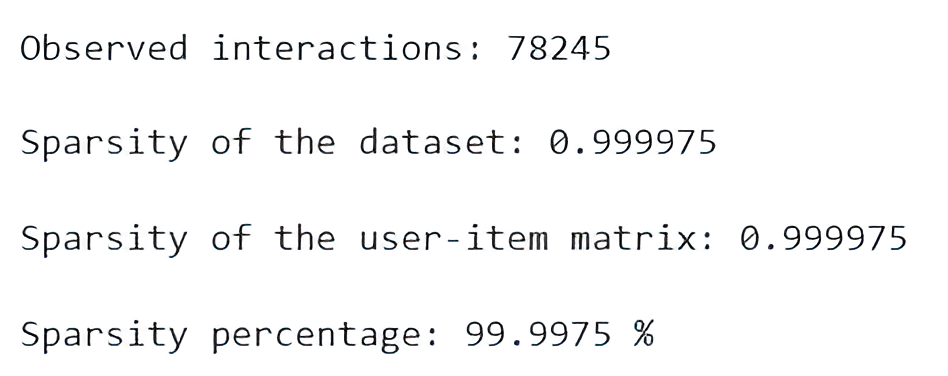 Observed interactions: 78245
Sparsity of the dataset: 0.999975
Sparsity of the user-item matrix: 0.999975
Sparsity percentage: 99.9975 %